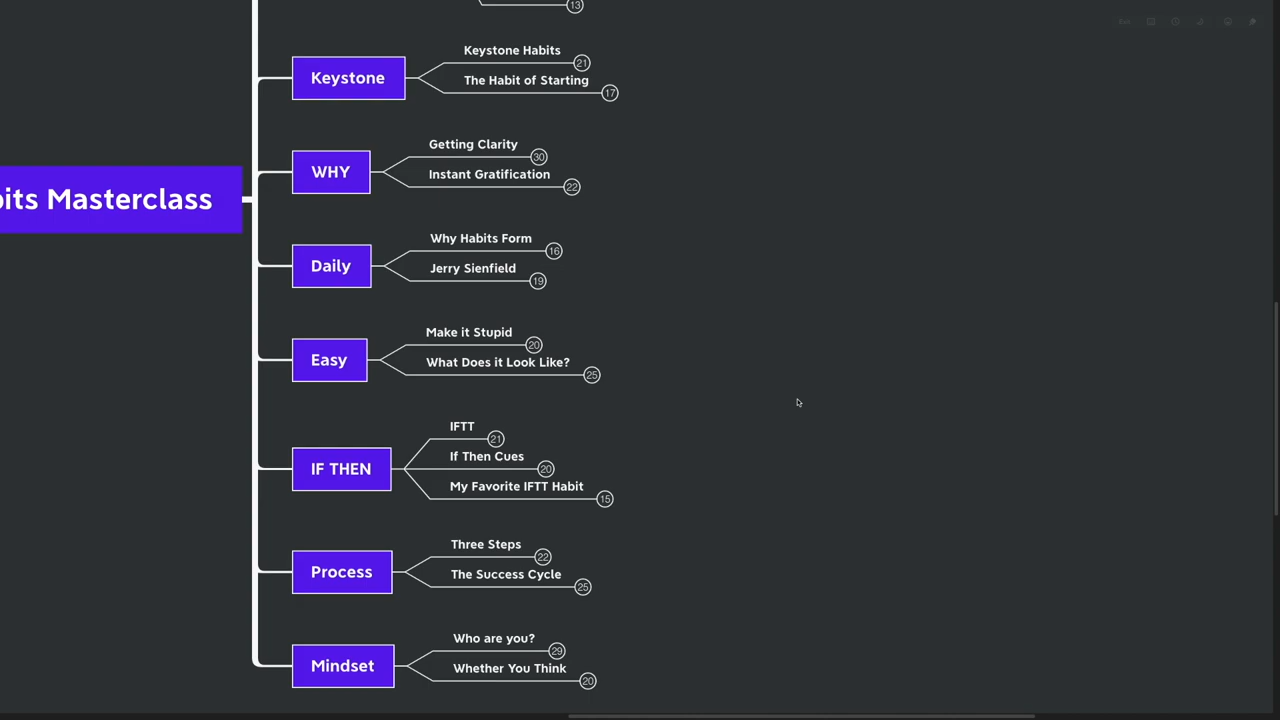 13
Keystone
Keystone Habits
21
The Habit of Starting
17
WHY
Getting Clarity
30
Instant Gratification
22
its Masterclass
Daily
Why Habits Form
16
Jerry Sienfield
19
Easy
Make it Stupid
20
What Does it Look Like?
25
IF THEN
IFTT
21
If Then Cues
20
My Favorite IFTT Habit
15
Process
Three Steps
22
The Success Cycle
25
Mindset
Who are you?
29
Whether You Think
20